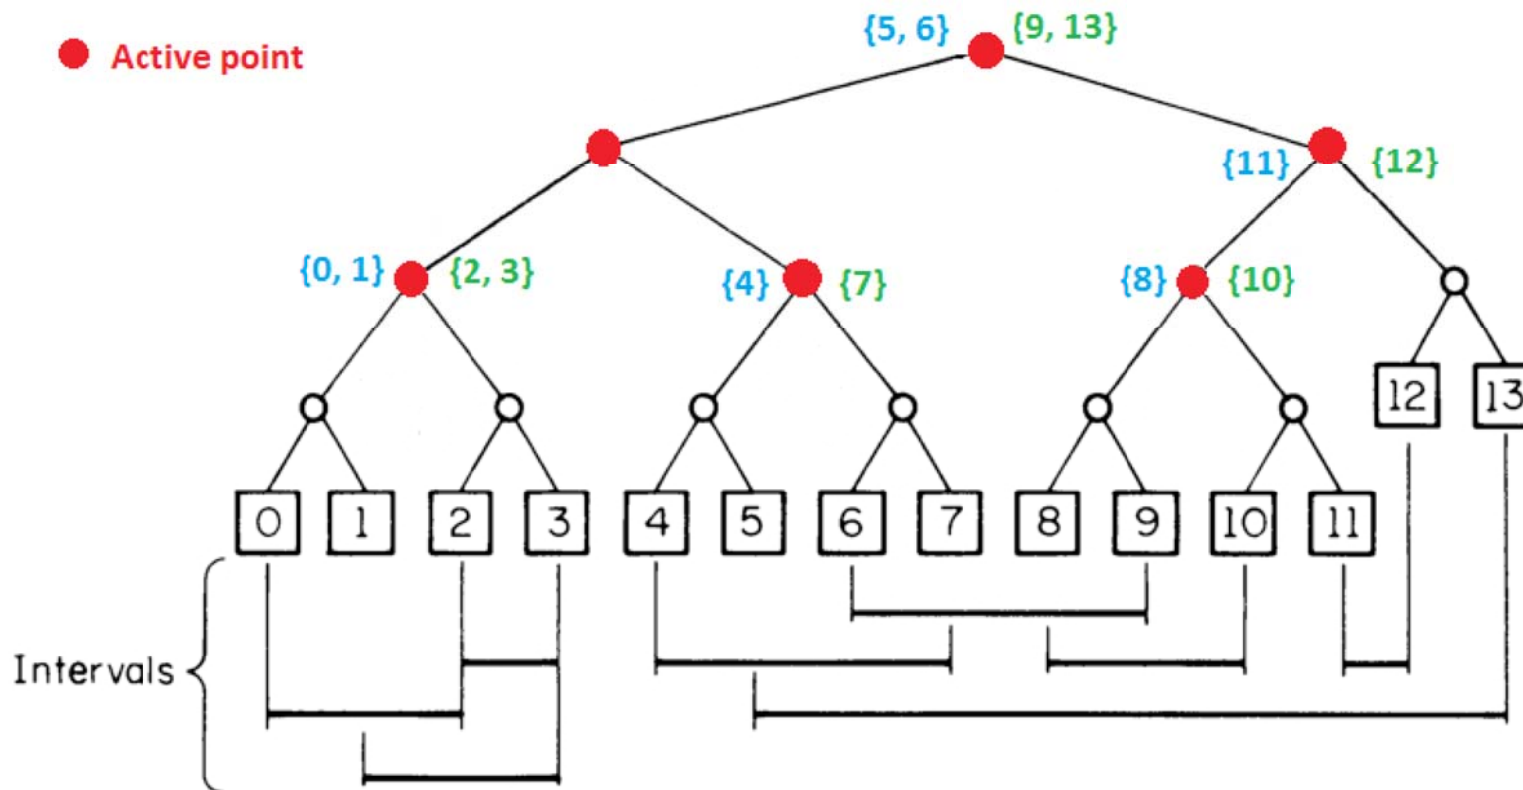 {5, 6} {9, 13}
Active point
{11} {12}
{0, 1} {2, 3} {4} {7} {8} {10}
12 13
0 1 2 3 4 5 6 7 8 9 10 11
Intervals